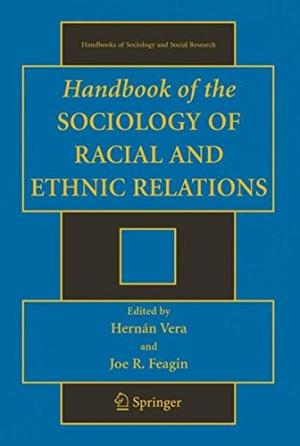 Handbooks of Sociology and Social Research
Handbook of the
SOCIOLOGY OF
RACIAL AND
ETHNIC RELATIONS
Edited by
Hernán Vera
and
Joe R. Feagin
Springer